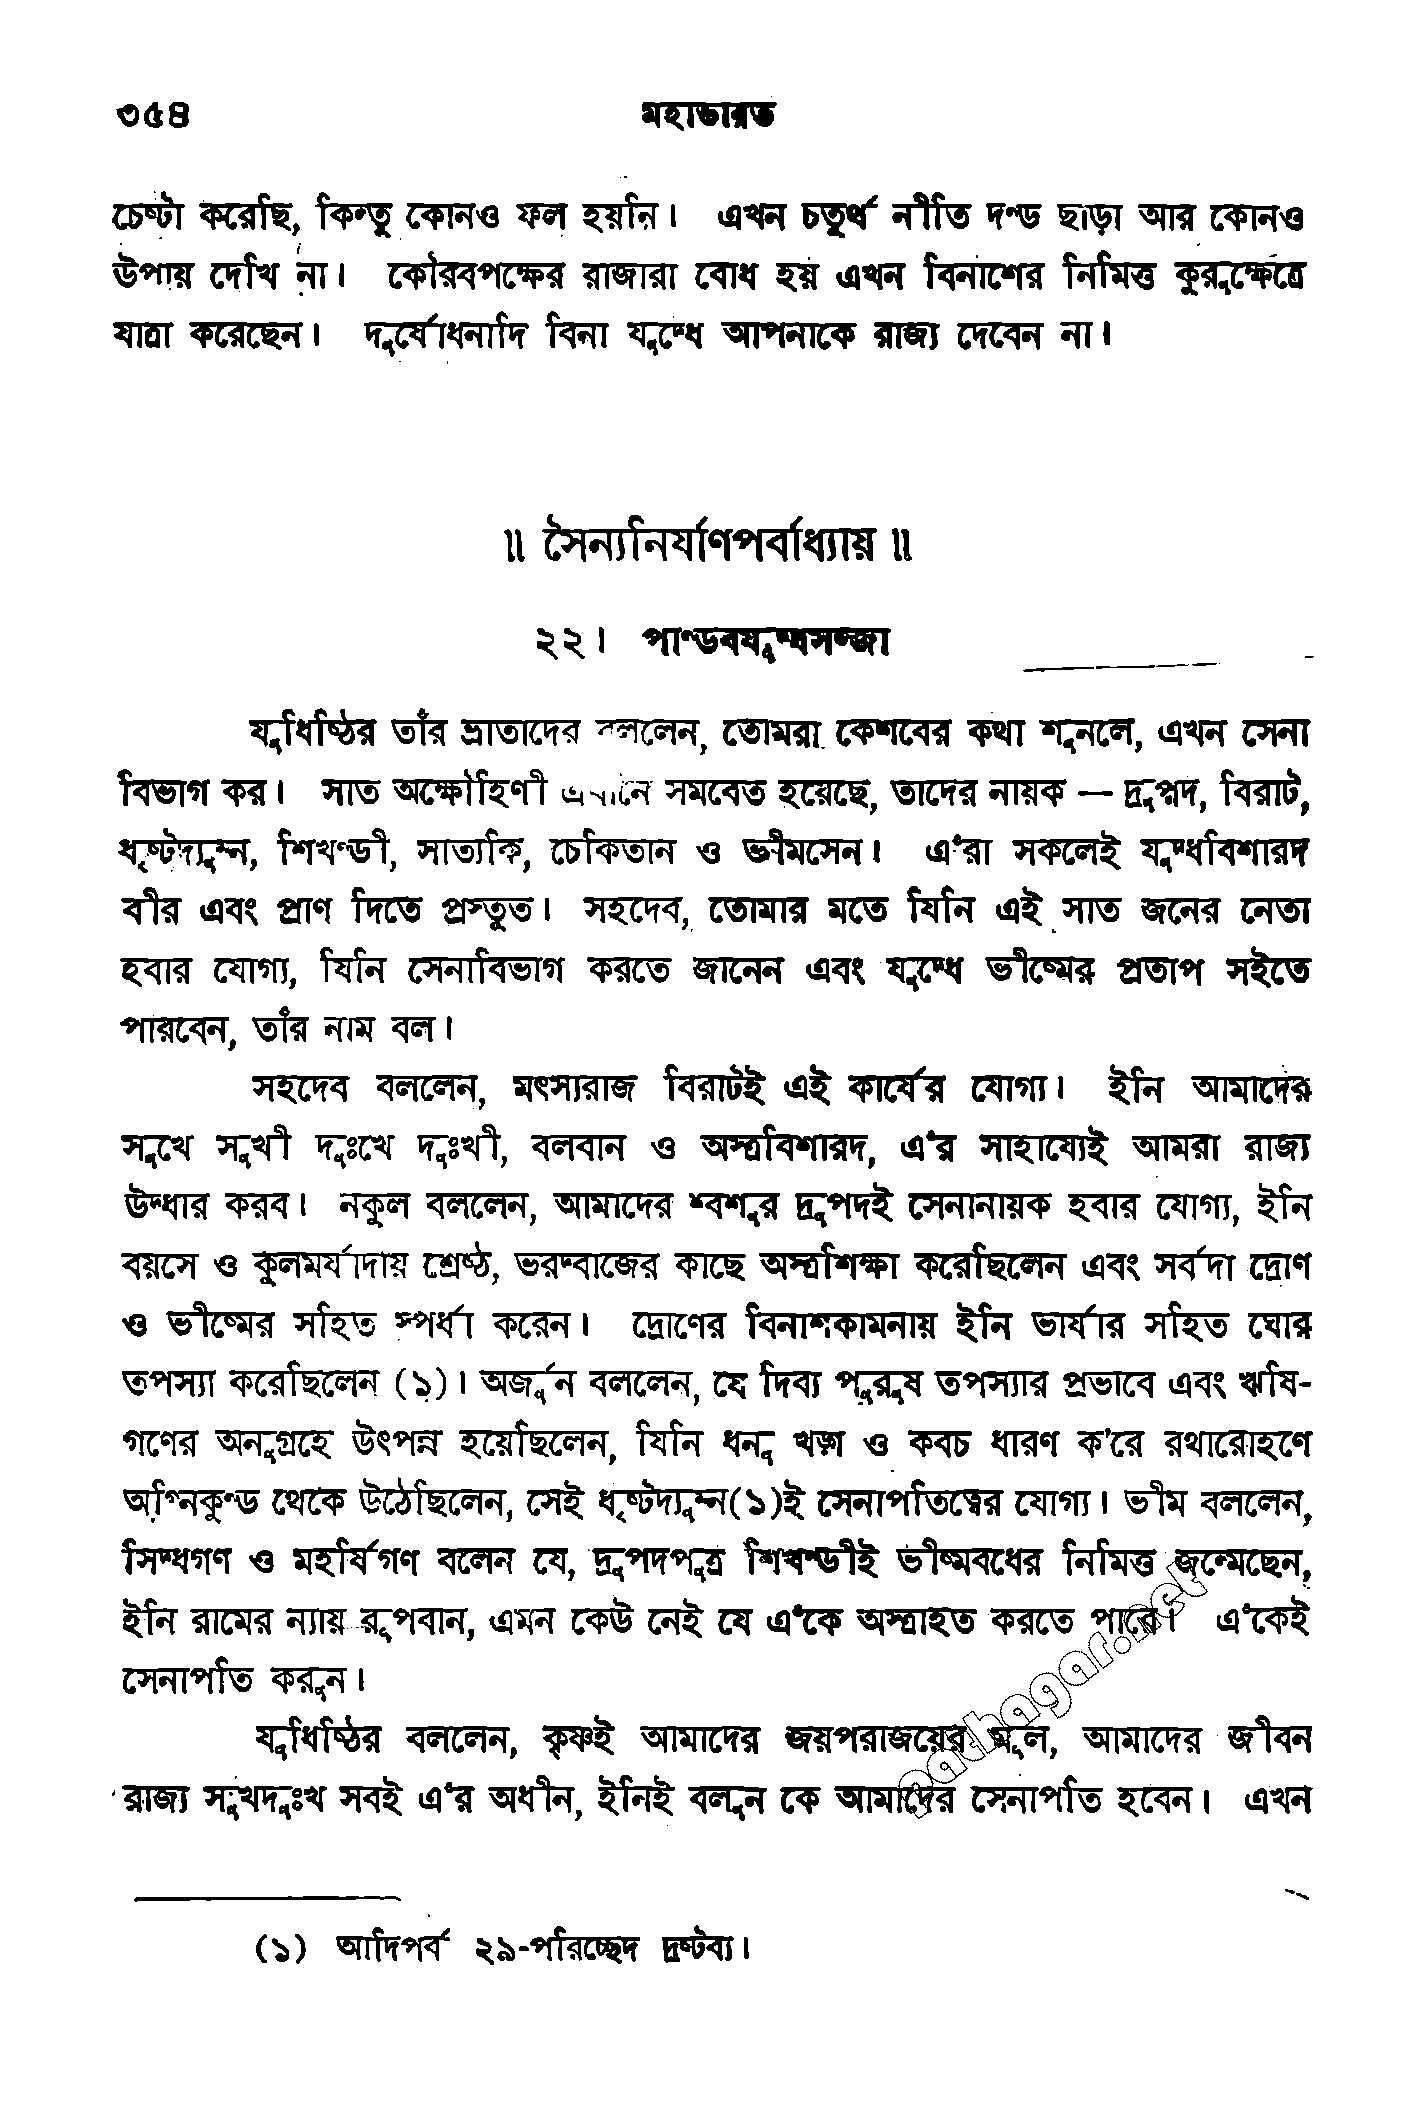 ৩৫৪ মহাভারত
চেষ্টা করেছি, কিন্তু কোনও ফল হয়নি। এখন চতুর্থ নীতি দণ্ড ছাড়া আর কোনও
উপায় দেখি না। কৌরবপক্ষের রাজারা বোধ হয় এখন বিনাশের নিমিত্ত কুরুক্ষেত্রে
যাত্রা করেছেন। দুর্যোধনাদি বিনা যুদ্ধে আপনাকে রাজ্য দেবেন না।
॥ সৈন্যনির্যাণপর্বাধ্যায় ॥
২২। পাণ্ডবযুদ্ধসজ্জা
যুধিষ্ঠির তাঁর ভ্রাতাদের বললেন, তোমরা কেশবের কথা শুনলে, এখন সেনা
বিভাগ কর। সাত অক্ষৌহিণী এখানে সমবেত হয়েছে, তাদের নায়ক — দ্রুপদ, বিরাট,
ধৃষ্টদ্যুম্ন, শিখণ্ডী, সাত্যকি, চেকিতান ও ভীমসেন। এঁরা সকলেই যুদ্ধবিশারদ
বীর এবং প্রাণ দিতে প্রস্তুত। সহদেব, তোমার মতে যিনি এই সাত জনের নেতা
হবার যোগ্য, যিনি সেনাবিভাগ করতে জানেন এবং যুদ্ধে ভীষ্মের প্রতাপ সইতে
পারবেন, তাঁর নাম বল।
সহদেব বললেন, মৎস্যরাজ বিরাটই এই কার্যের যোগ্য। ইনি আমাদের
সুখে সুখী দুঃখে দুঃখী, বলবান ও অস্ত্রবিশারদ, এঁর সাহায্যেই আমরা রাজ্য
উদ্ধার করব। নকুল বললেন, আমাদের শ্বশুর দ্রুপদই সেনানায়ক হবার যোগ্য, ইনি
বয়সে ও কুলমর্যাদায় শ্রেষ্ঠ, ভরদ্বাজের কাছে অস্ত্রশিক্ষা করেছিলেন এবং সর্বদা দ্রোণ
ও ভীষ্মের সহিত স্পর্ধা করেন। দ্রোণের বিনাশকামনায় ইনি ভার্যার সহিত ঘোর
তপস্যা করেছিলেন (১)। অর্জুন বললেন, যে দিব্য পুরুষ তপস্যার প্রভাবে এবং ঋষি-
গণের অনুগ্রহে উৎপন্ন হয়েছিলেন, যিনি ধনু খড়্গ ও কবচ ধারণ ক'রে রথারোহণে
অগ্নিকুণ্ড থেকে উঠেছিলেন, সেই ধৃষ্টদ্যুম্ন(১)ই সেনাপতিত্বের যোগ্য। ভীম বললেন,
সিদ্ধগণ ও মহর্ষিগণ বলেন যে, দ্রুপদপুত্র শিখণ্ডীই ভীষ্মবধের নিমিত্ত জন্মেছেন,
ইনি রামের ন্যায় রূপবান, এমন কেউ নেই যে এঁকে অস্ত্রাহত করতে পারে। এঁকেই
সেনাপতি করুন।
যুধিষ্ঠির বললেন, কৃষ্ণই আমাদের জয়পরাজয়ের মূল, আমাদের জীবন
রাজ্য সুখদুঃখ সবই এঁর অধীন, ইনিই বলুন কে আমাদের সেনাপতি হবেন। এখন
(১) আদিপর্ব ২৯-পরিচ্ছেদ দ্রষ্টব্য।
pathagar.net